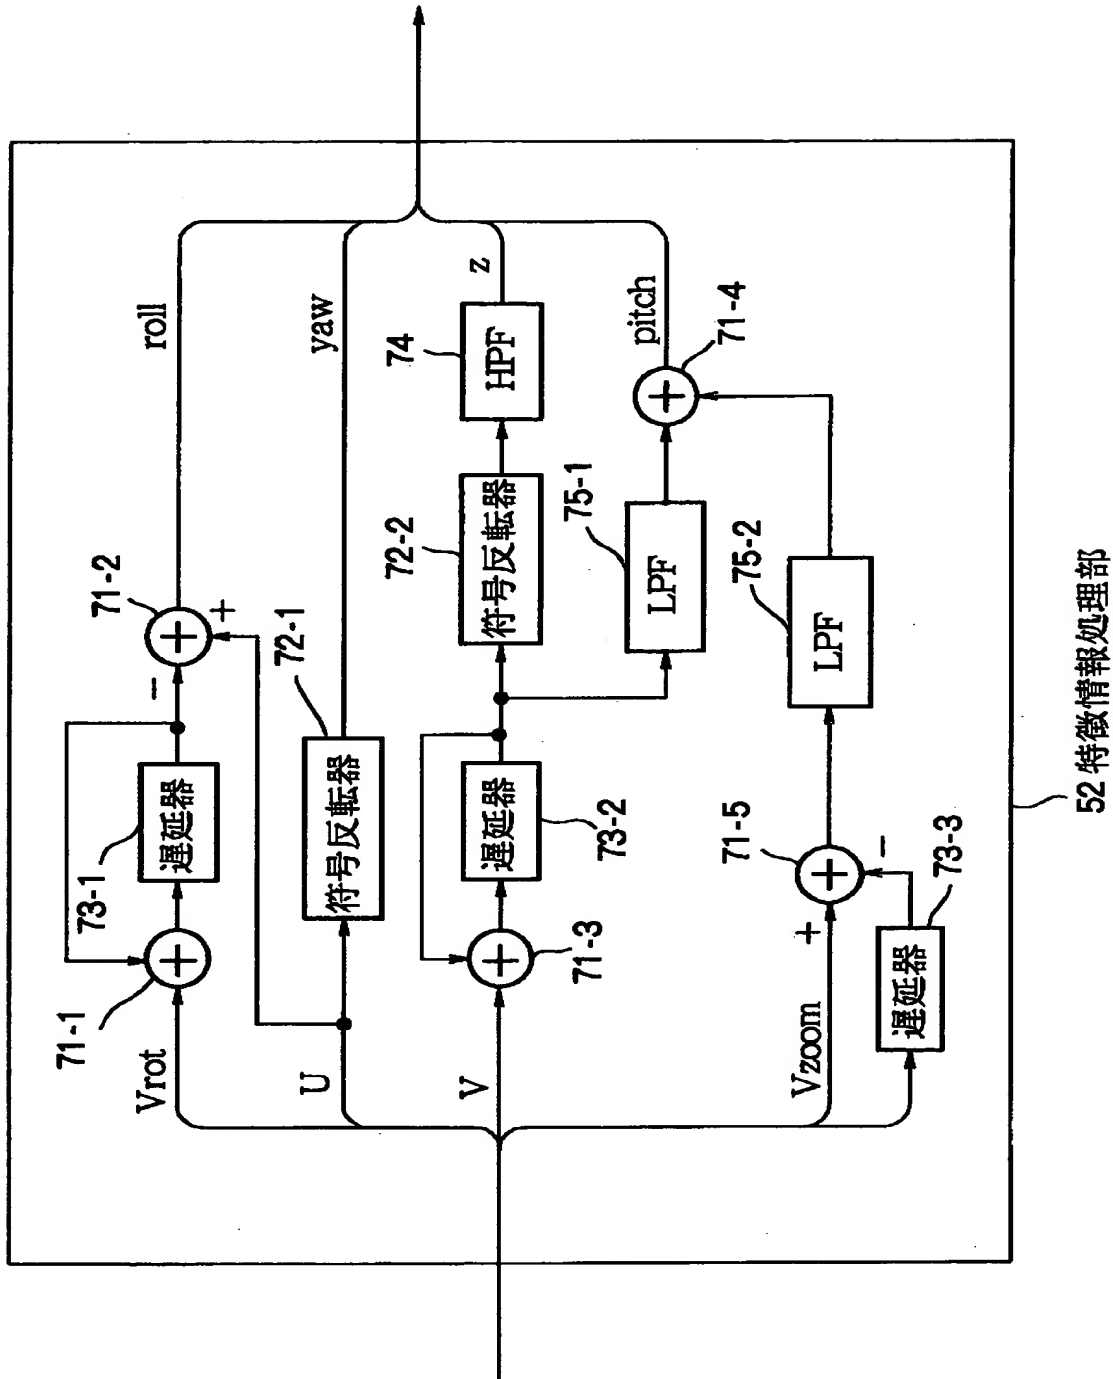 71-1
73-1
71-2
Vrot
遅延器
−
+
roll
U
符号反転器
72-1
yaw
V
71-3
遅延器
73-2
符号反転器
72-2
HPF
74
z
LPF
75-1
71-4
pitch
Vzoom
+
71-5
−
LPF
75-2
遅延器
73-3
52 特徴情報処理部